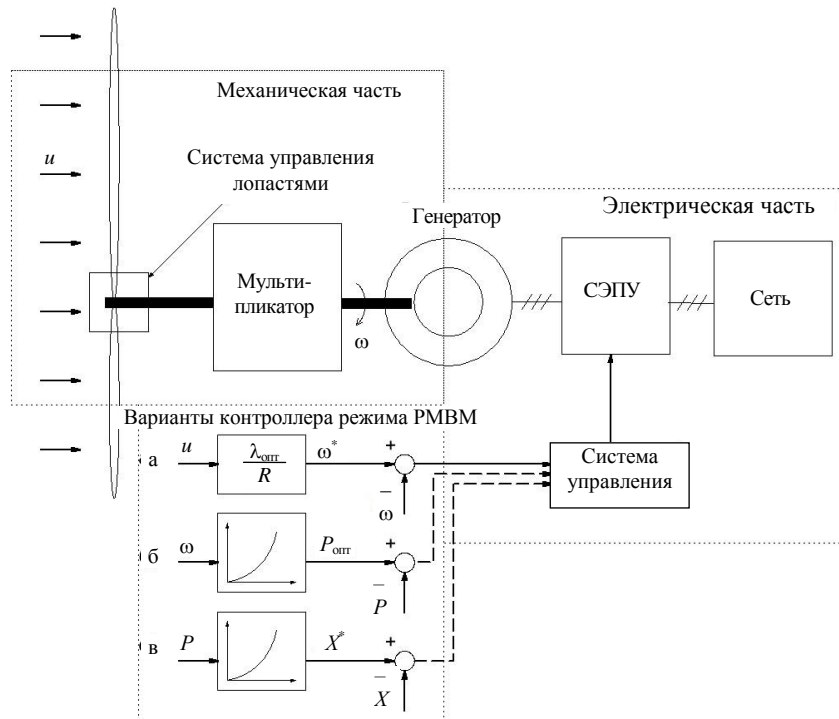 Механическая часть
u
Система управления
лопастями
Генератор
Электрическая часть
Мульти-
пликатор
ω
СЭПУ
Сеть
Варианты контроллера режима РМВМ
а u λопт/R ω* + − ω
Система
управления
б ω Pопт + − P
в P X* + − X